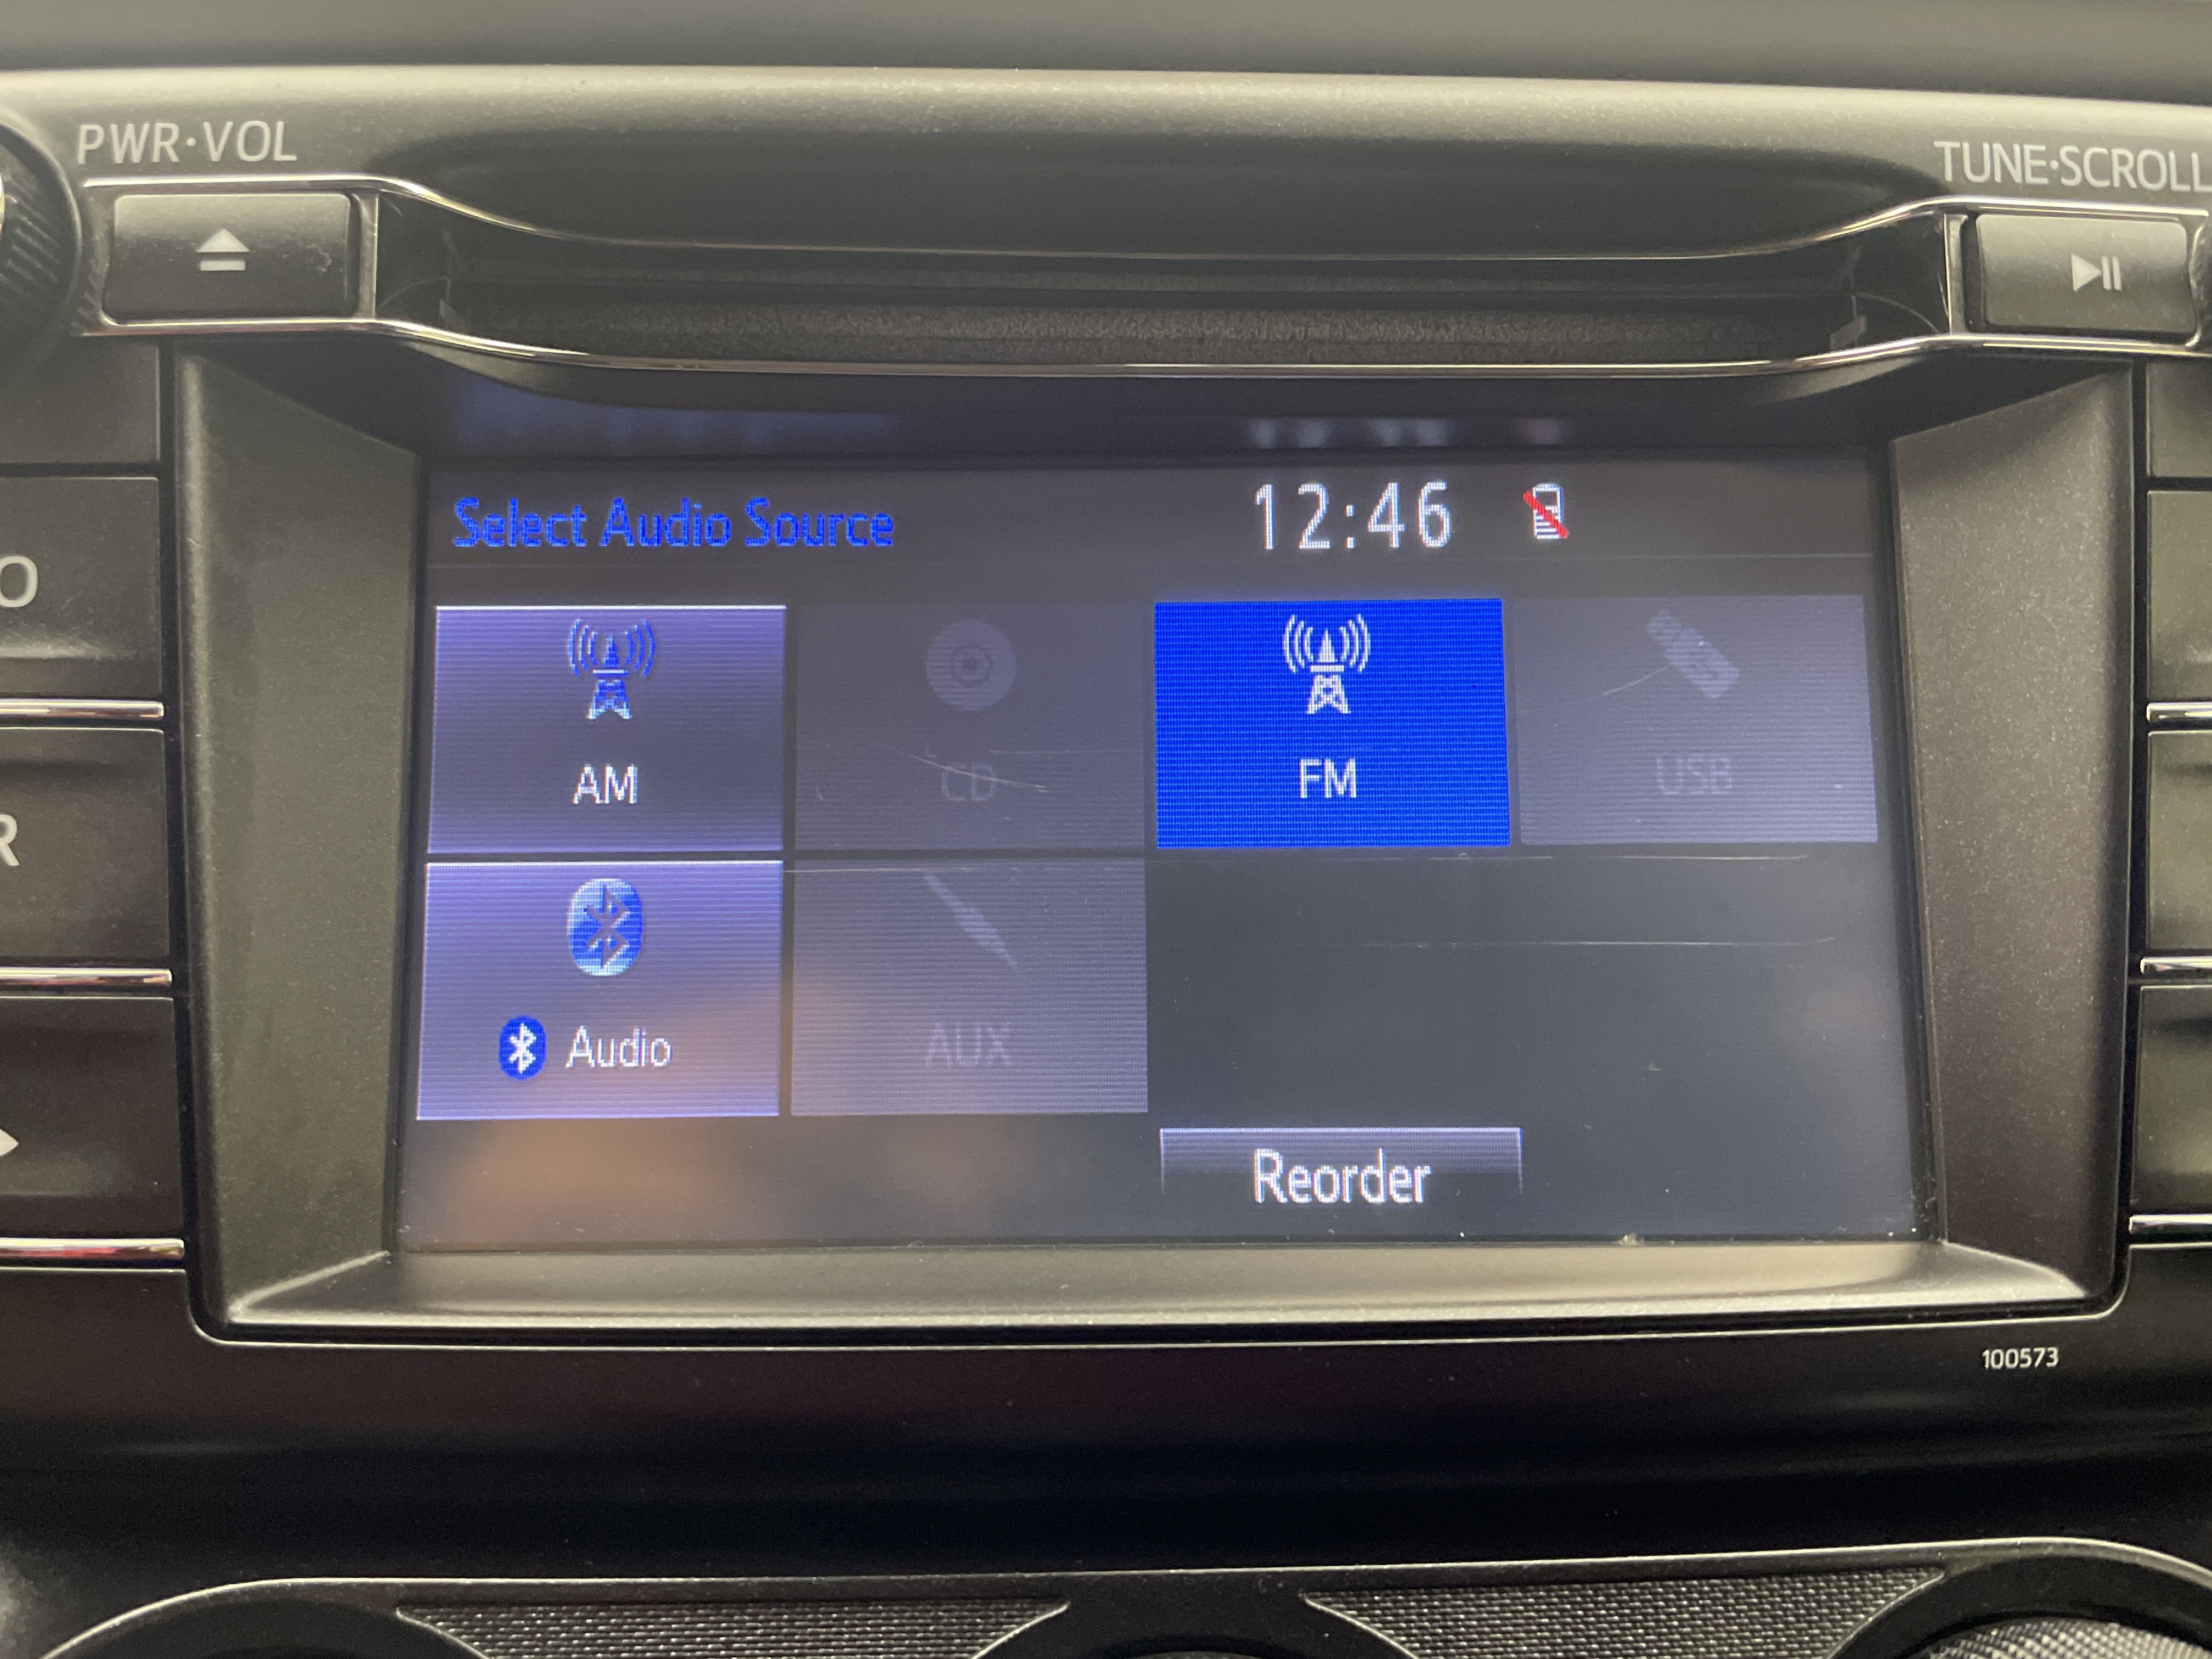 PWR·VOL
TUNE·SCROLL
Select Audio Source
12:46
AM
CD
FM
USB
Audio
AUX
Reorder
100573
O
R